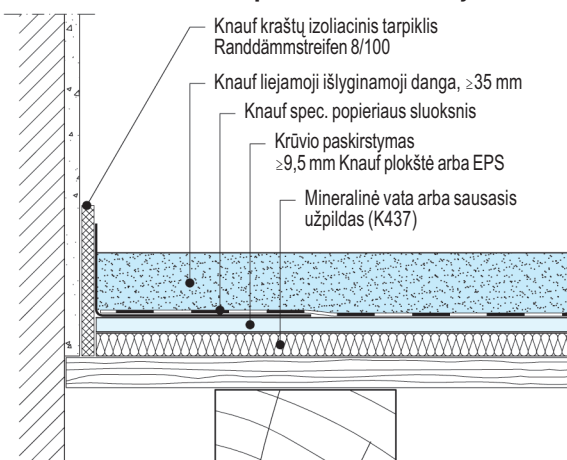 Knauf kraštų izoliacinis tarpiklis
Randdämmstreifen 8/100
Knauf liejamoji išlyginamoji danga, ≥35 mm
Knauf spec. popieriaus sluoksnis
Krūvio paskirstymas
≥9,5 mm Knauf plokštė arba EPS
Mineralinė vata arba sausasis
užpildas (K437)